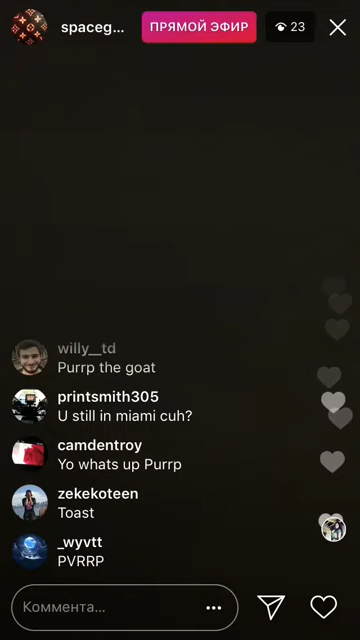 spaceg...
ПРЯМОЙ ЭФИР
23
willy__td
Purrp the goat
printsmith305
U still in miami cuh?
camdentroy
Yo whats up Purrp
zekekoteen
Toast
_wyvtt
PVRRP
Коммента...